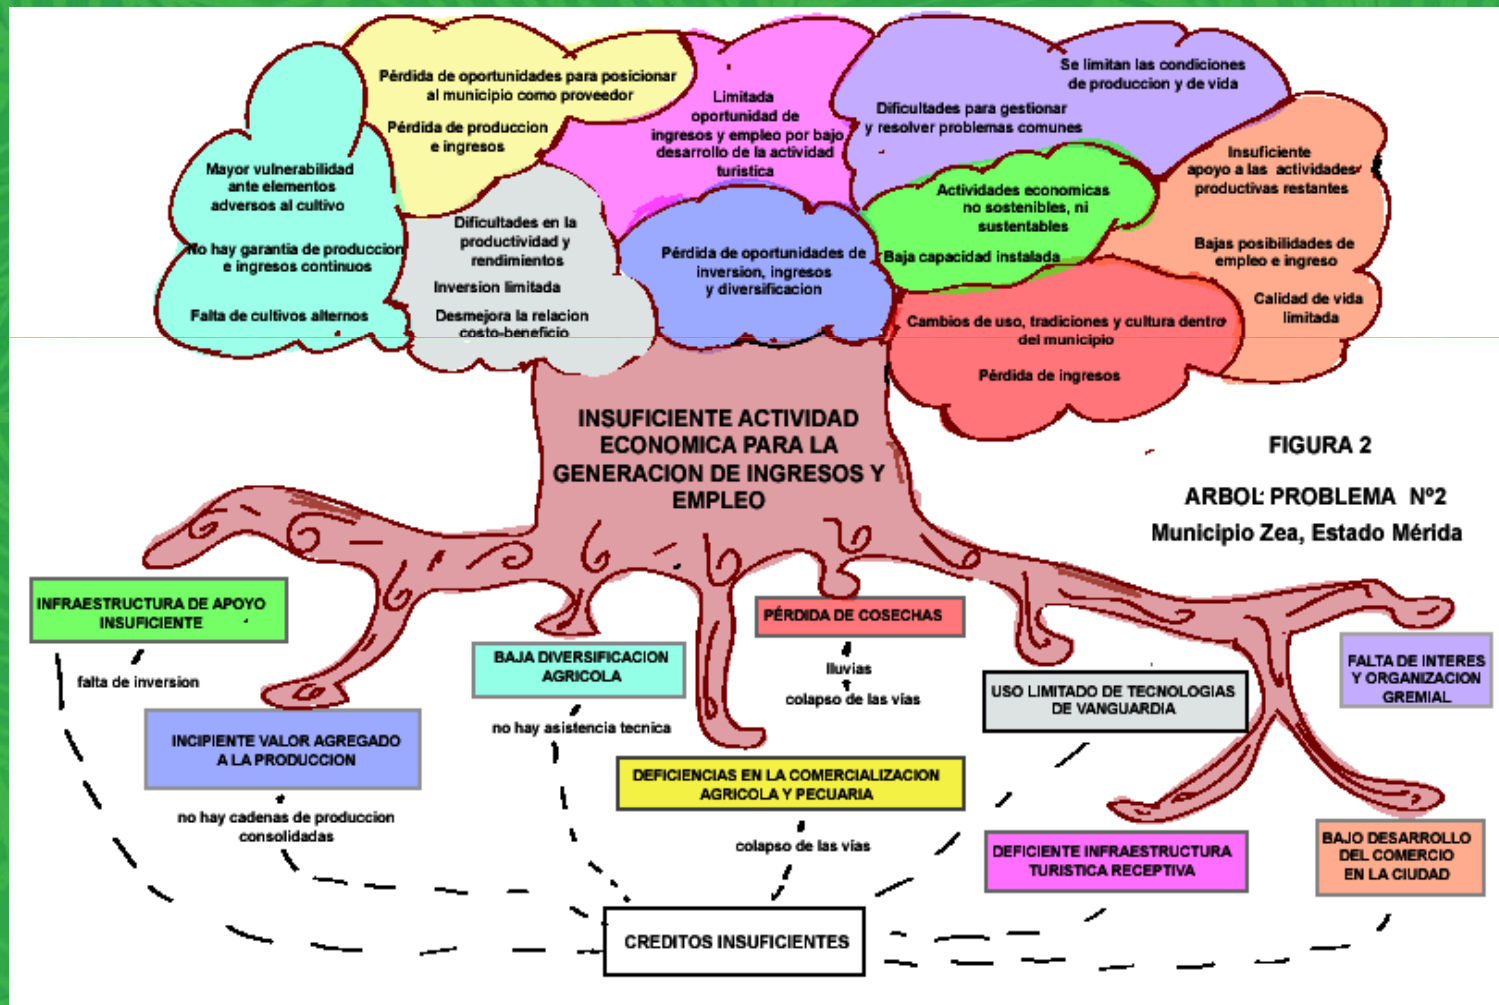 Pérdida de oportunidades para posicionar
al municipio como proveedor
Pérdida de produccion
e ingresos
Limitada
oportunidad de
ingresos y empleo por bajo
desarrollo de la actividad
turistica
Se limitan las condiciones
de produccion y de vida
Dificultades para gestionar
y resolver problemas comunes
Insuficiente
apoyo a las actividades
productivas restantes
Bajas posibilidades de
empleo e ingreso
Calidad de vida
limitada
Mayor vulnerabilidad
ante elementos
adversos al cultivo
No hay garantia de produccion
e ingresos continuos
Falta de cultivos alternos
Dificultades en la
productividad y
rendimientos
Inversion limitada
Desmejora la relacion
costo-beneficio
Pérdida de oportunidades de
inversion, ingresos
y diversificacion
Actividades economicas
no sostenibles, ni
sustentables
Baja capacidad instalada
Cambios de uso, tradiciones y cultura dentro
del municipio
Pérdida de ingresos
INSUFICIENTE ACTIVIDAD
ECONOMICA PARA LA
GENERACION DE INGRESOS Y
EMPLEO
FIGURA 2
ARBOL PROBLEMA Nº2
Municipio Zea, Estado Mérida
INFRAESTRUCTURA DE APOYO
INSUFICIENTE
falta de inversion
INCIPIENTE VALOR AGREGADO
A LA PRODUCCION
no hay cadenas de produccion
consolidadas
BAJA DIVERSIFICACION
AGRICOLA
no hay asistencia tecnica
DEFICIENCIAS EN LA COMERCIALIZACION
AGRICOLA Y PECUARIA
colapso de las vias
PÉRDIDA DE COSECHAS
lluvias
colapso de las vías
USO LIMITADO DE TECNOLOGIAS
DE VANGUARDIA
FALTA DE INTERES
Y ORGANIZACION
GREMIAL
DEFICIENTE INFRAESTRUCTURA
TURISTICA RECEPTIVA
BAJO DESARROLLO
DEL COMERCIO
EN LA CIUDAD
CREDITOS INSUFICIENTES